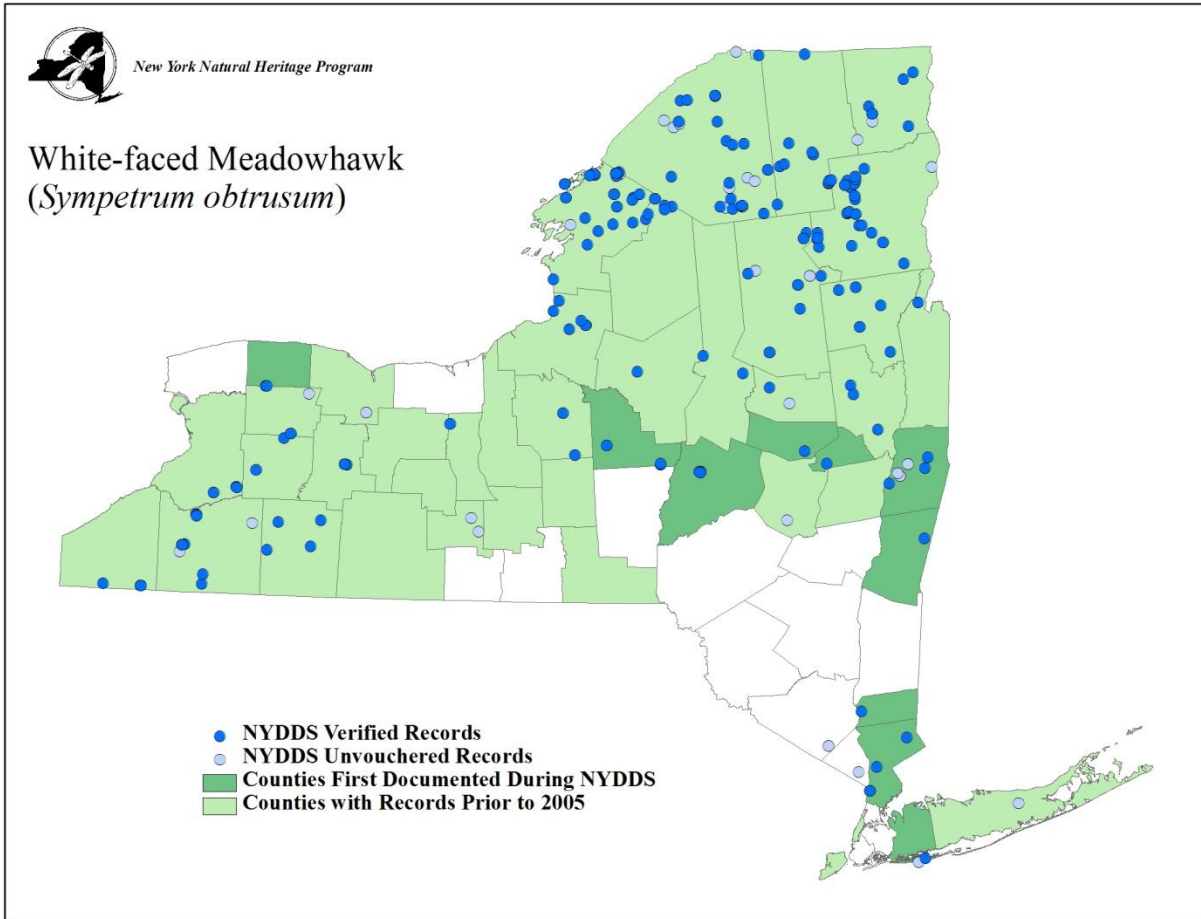 New York Natural Heritage Program
White-faced Meadowhawk
(Sympetrum obtrusum)
NYDDS Verified Records
NYDDS Unvouchered Records
Counties First Documented During NYDDS
Counties with Records Prior to 2005